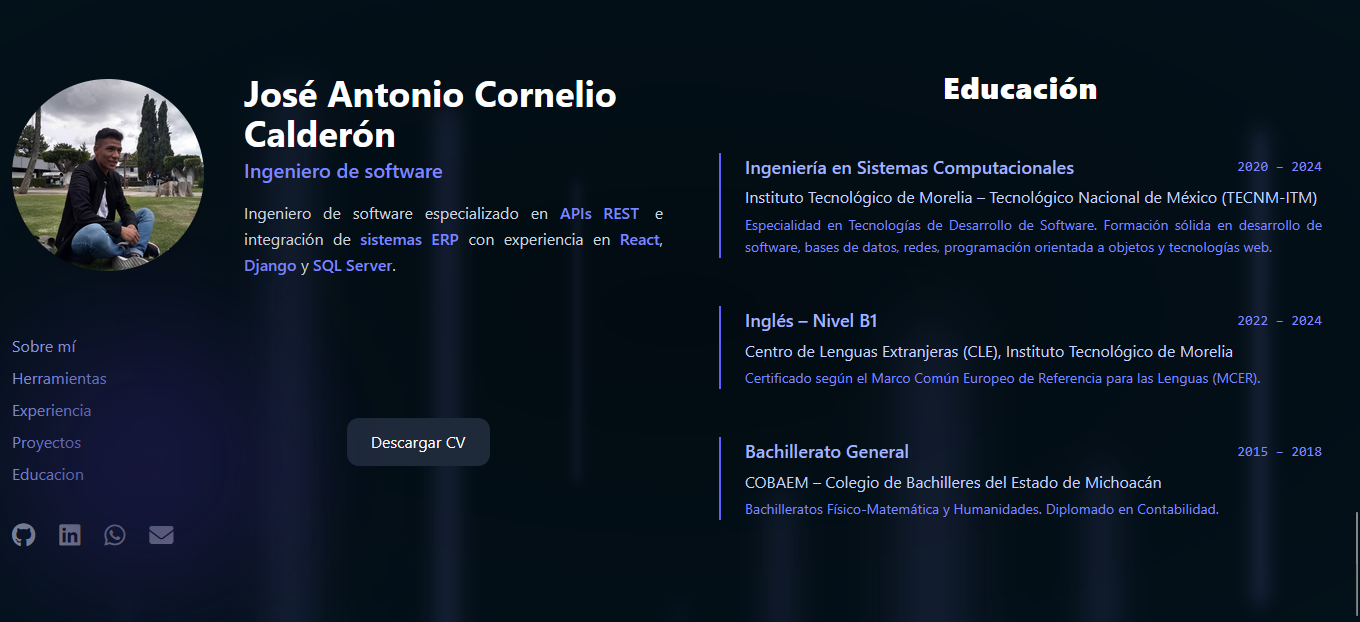 José Antonio Cornelio
Calderón
Ingeniero de software
Ingeniero de software especializado en APIs REST e
integración de sistemas ERP con experiencia en React,
Django y SQL Server.
Sobre mí
Herramientas
Experiencia
Proyectos
Educacion
Descargar CV
Educación
Ingeniería en Sistemas Computacionales 2020 – 2024
Instituto Tecnológico de Morelia – Tecnológico Nacional de México (TECNM-ITM)
Especialidad en Tecnologías de Desarrollo de Software. Formación sólida en desarrollo de
software, bases de datos, redes, programación orientada a objetos y tecnologías web.
Inglés – Nivel B1 2022 – 2024
Centro de Lenguas Extranjeras (CLE), Instituto Tecnológico de Morelia
Certificado según el Marco Común Europeo de Referencia para las Lenguas (MCER).
Bachillerato General 2015 – 2018
COBAEM – Colegio de Bachilleres del Estado de Michoacán
Bachilleratos Físico-Matemática y Humanidades. Diplomado en Contabilidad.